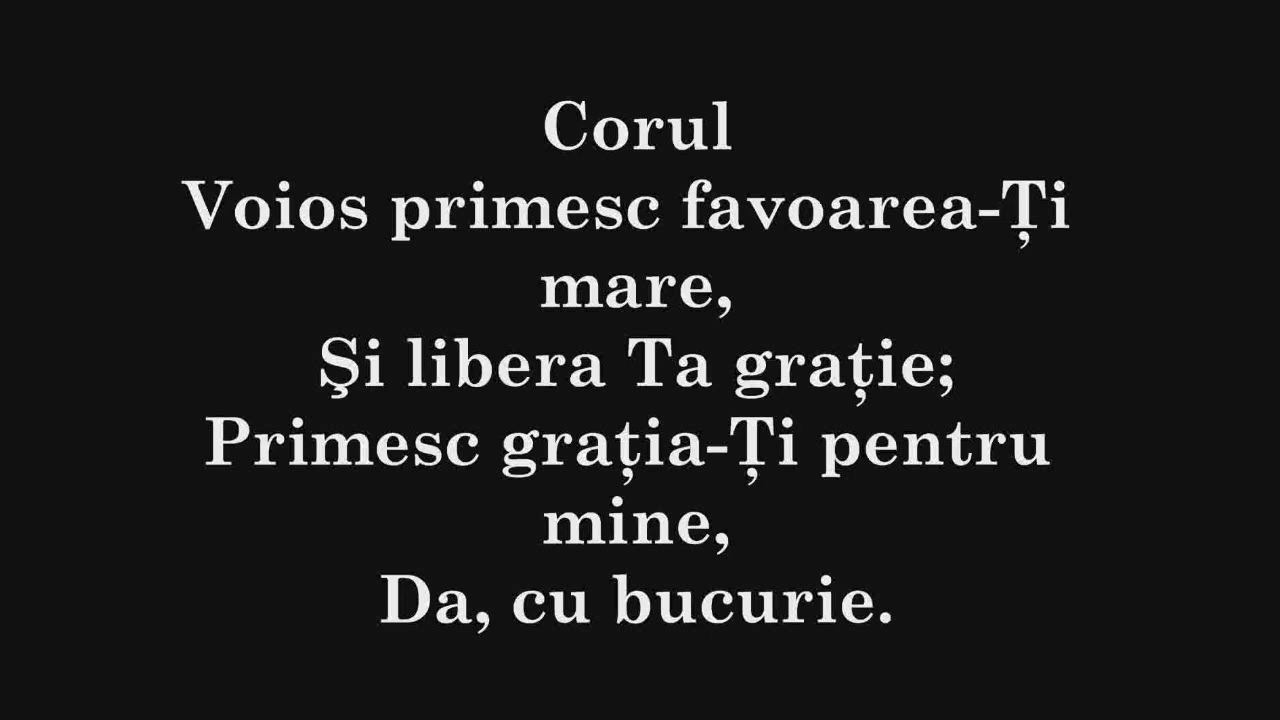 Corul
Voios primesc favoarea-Ți
mare,
Şi libera Ta grație;
Primesc grația-Ți pentru
mine,
Da, cu bucurie.